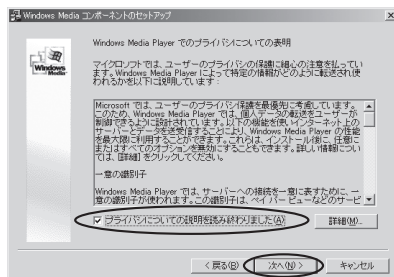 Windows Media コンポーネントのセットアップ
Windows Media Player でのプライバシについての表明
マイクロソフトでは、ユーザーのプライバシの保護に細心の注意を払っています。Windows Media Player によって特定の情報がどのように転送され使われるかを以下に説明しています:
Windows Media
Microsoft では、ユーザーのプライバシ保護を最優先に考慮しています。
このため、Windows Media Player では、個人データの転送をユーザーが
制御できるように設計されています。以下の機能を使いインターネット上の
サーバーとデータを送受信することにより、Windows Media Player の性能
を最大限に利用することができます。これらは、インストール後に、任意に
またはすべてのオプションを無効にすることもできます。詳しい情報につい
ては、[詳細] をクリックしてください。
一意の識別子
Windows Media Player では、サーバーへの接続を一意に表すために、一
意の識別子が使われます。この識別子は、ペイ パー ビューなどのサービ
プライバシについての説明を読み終わりました(A)
詳細(M)...
< 戻る(B)
次へ(N) >
キャンセル